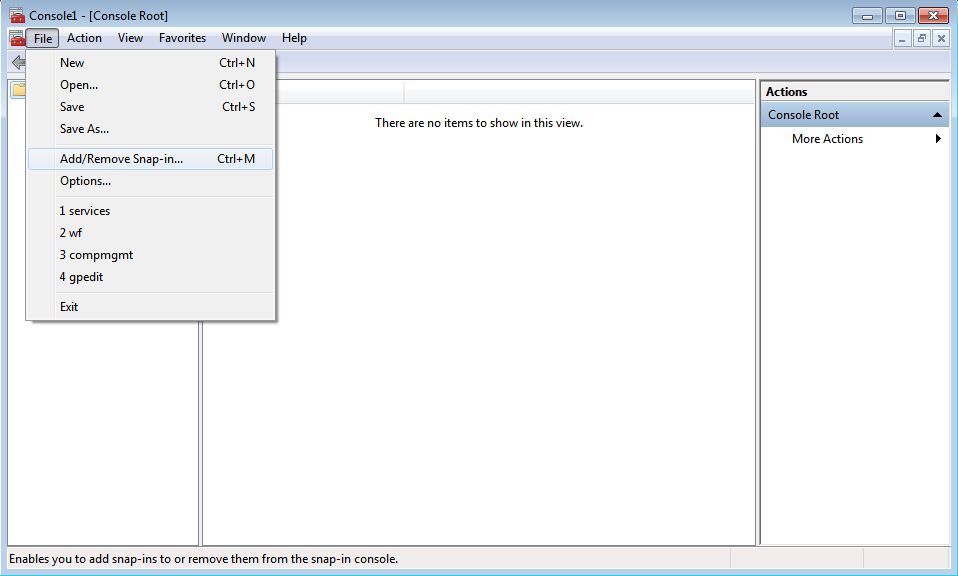 Console1 - [Console Root]
File Action View Favorites Window Help
New Ctrl+N
Open... Ctrl+O
Save Ctrl+S
Save As...
Add/Remove Snap-in... Ctrl+M
Options...
1 services
2 wf
3 compmgmt
4 gpedit
Exit
There are no items to show in this view.
Actions
Console Root
More Actions
Enables you to add snap-ins to or remove them from the snap-in console.